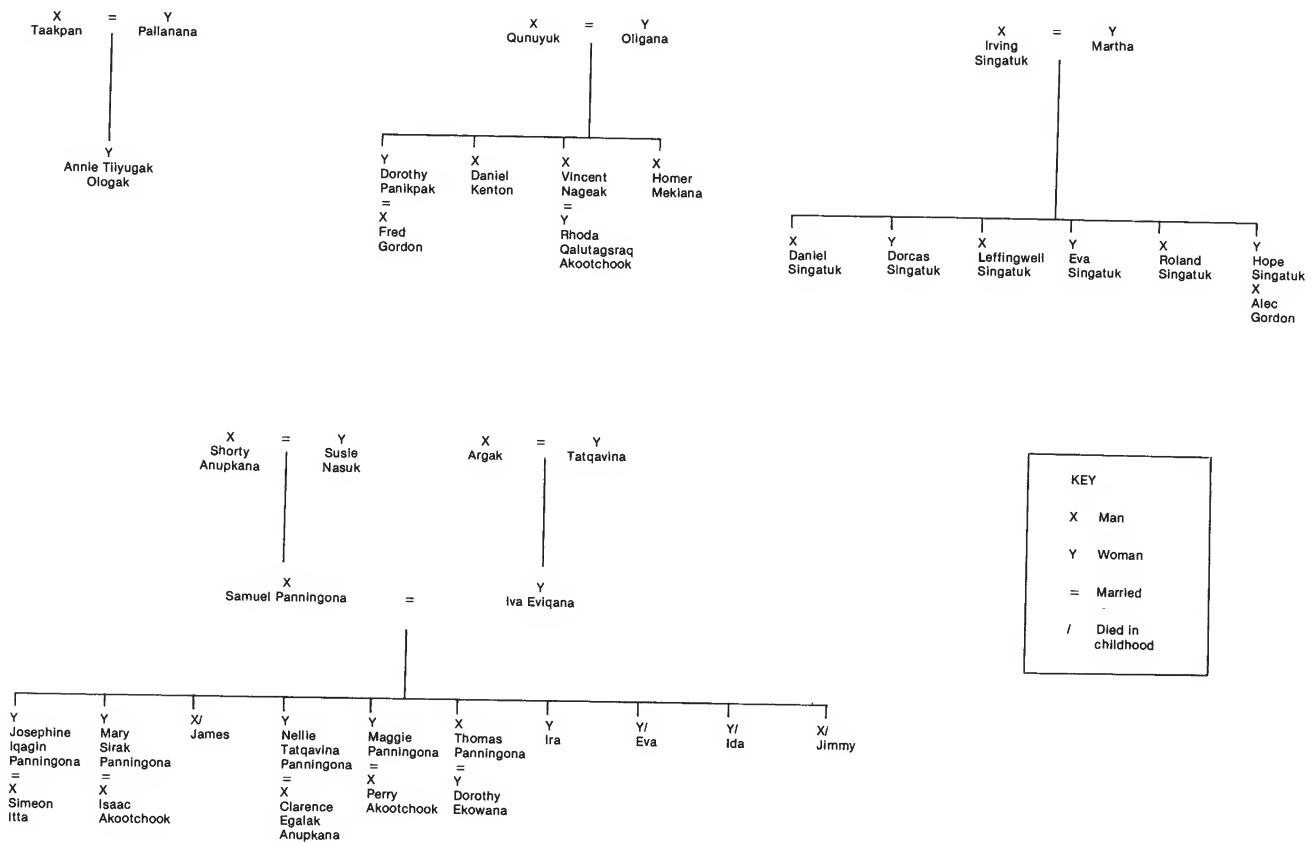 X = Y
Taakpan Pallanana
Y
Annie Tiiyugak
Ologak
X = Y
Qunuyuk Oligana
Y
Dorothy
Panikpak
=
X
Fred
Gordon
X
Daniel
Kenton
X
Vincent
Nageak
=
Y
Rhoda
Qalutagsraq
Akootchook
X
Homer
Mekiana
X = Y
Irving
Singatuk
Martha
X
Daniel
Singatuk
Y
Dorcas
Singatuk
X
Leffingwell
Singatuk
Y
Eva
Singatuk
X
Roland
Singatuk
Y
Hope
Singatuk
X
Alec
Gordon
X = Y
Shorty
Anupkana
Susie
Nasuk
X = Y
Argak Tatqavina
X
Samuel Panningona
=
Y
Iva Eviqana
Y
Josephine
Iqagin
Panningona
=
X
Simeon
Itta
Y
Mary
Sirak
Panningona
=
X
Isaac
Akootchook
X/
James
Y
Nellie
Tatqavina
Panningona
=
X
Clarence
Egalak
Anupkana
Y
Maggie
Panningona
=
X
Perry
Akootchook
X
Thomas
Panningona
=
Y
Dorothy
Ekowana
Y
Ira
Y/
Eva
Y/
Ida
X/
Jimmy
KEY
X Man
Y Woman
= Married
/ Died in
childhood